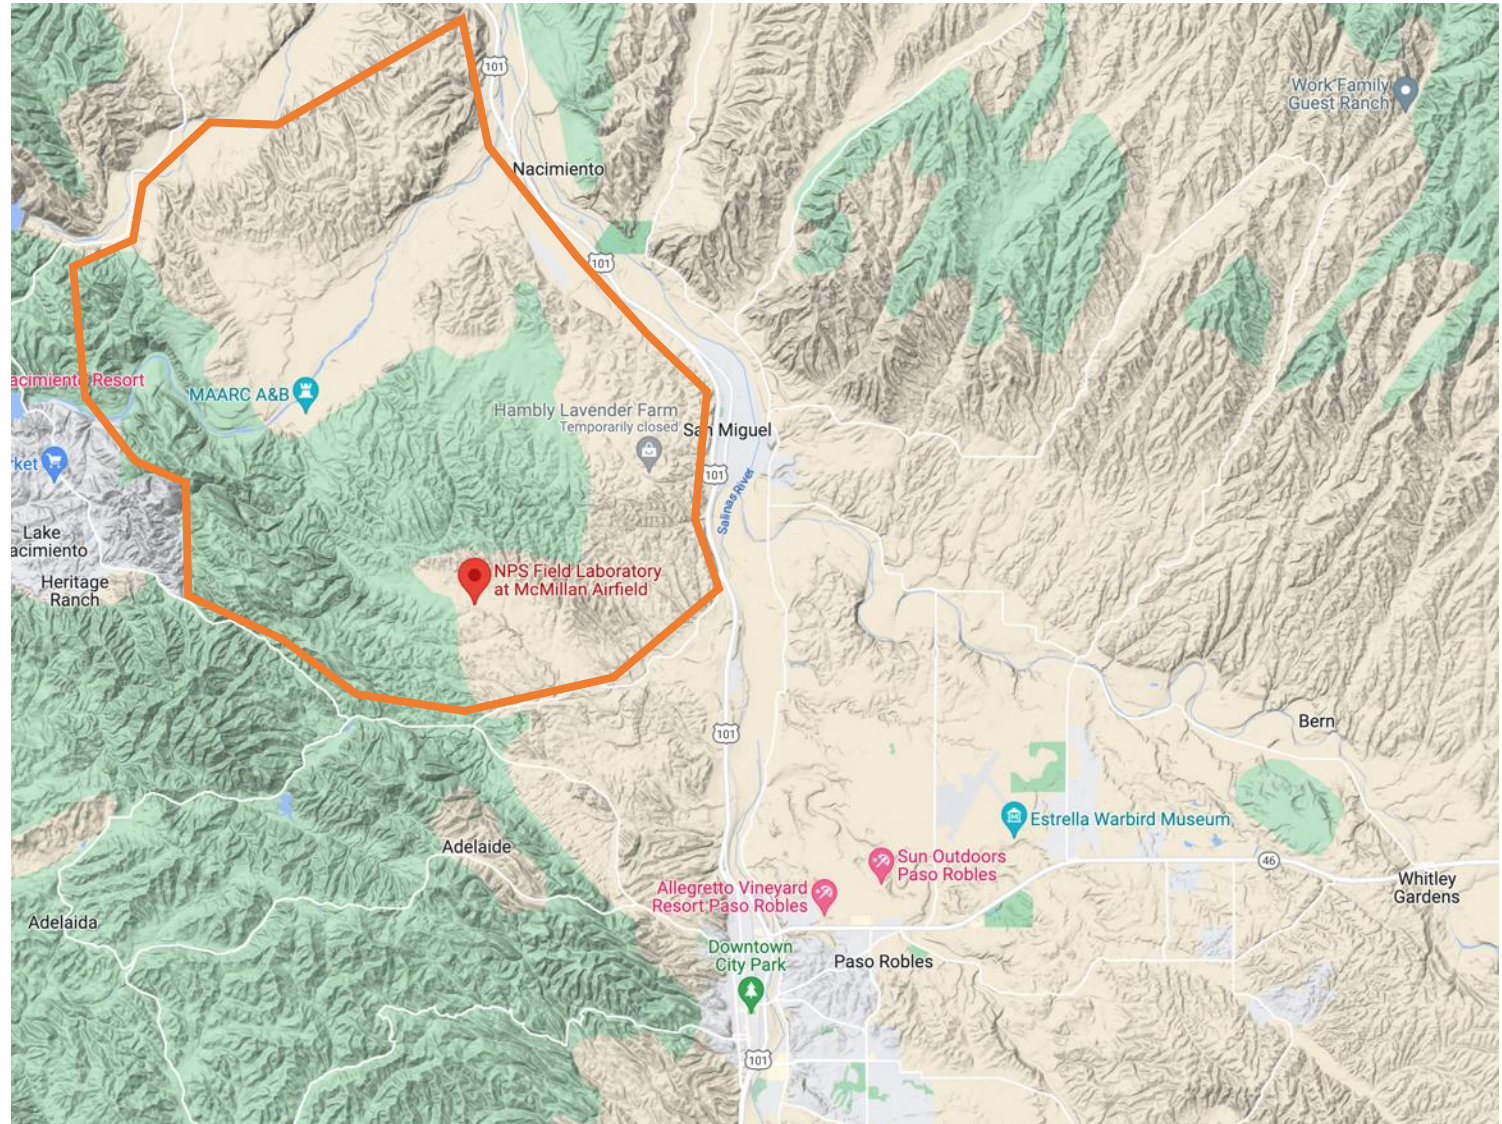 101
Work Family
Guest Ranch
Nacimiento
101
acimiento Resort
MAARC A&B
Hambly Lavender Farm
Temporarily closed
San Miguel
ket
101
Salinas River
Lake
acimiento
Heritage
Ranch
NPS Field Laboratory
at McMillan Airfield
101
Bern
Estrella Warbird Museum
Adelaide
Sun Outdoors
Paso Robles
46
Whitley
Gardens
Allegretto Vineyard
Resort Paso Robles
Adelaida
Downtown
City Park
Paso Robles
101